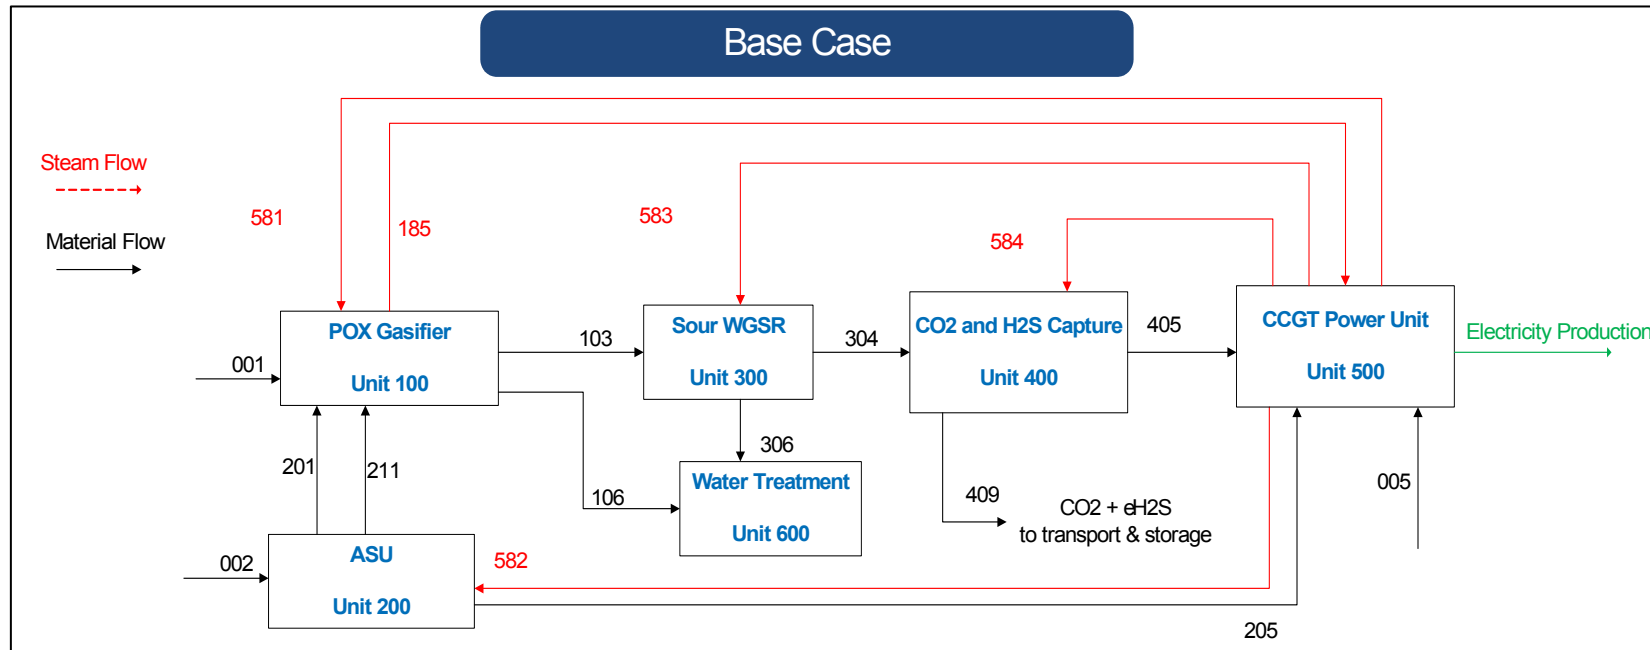 Base Case
Steam Flow
Material Flow
581
185
583
584
POX Gasifier
Unit 100
Sour WGSR
Unit 300
CO2 and H2S Capture
Unit 400
CCGT Power Unit
Unit 500
Electricity Production
001
103
304
405
201
211
106
306
Water Treatment
Unit 600
409
CO2 + eH2S
to transport & storage
005
002
ASU
Unit 200
582
205